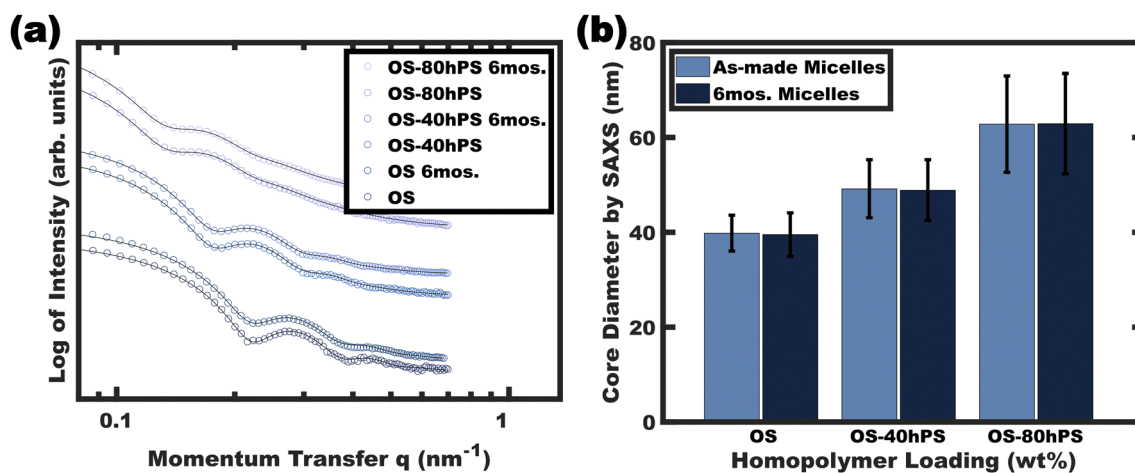 (a)
Log of Intensity (arb. units)
OS-80hPS 6mos.
OS-80hPS
OS-40hPS 6mos.
OS-40hPS
OS 6mos.
OS
0.1
1
Momentum Transfer q (nm⁻¹)
(b)
Core Diameter by SAXS (nm)
80
60
40
20
0
As-made Micelles
6mos. Micelles
OS
OS-40hPS
OS-80hPS
Homopolymer Loading (wt%)